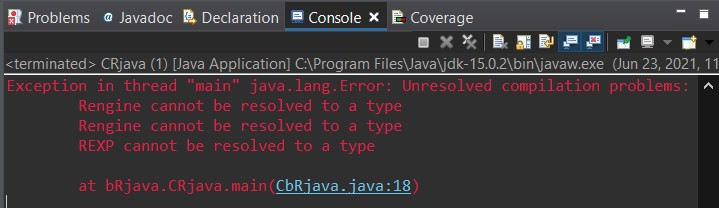 Problems @ Javadoc Declaration Console Coverage
<terminated> CRjava (1) [Java Application] C:\Program Files\Java\jdk-15.0.2\bin\javaw.exe (Jun 23, 2021, 11
Exception in thread "main" java.lang.Error: Unresolved compilation problems:
Rengine cannot be resolved to a type
Rengine cannot be resolved to a type
REXP cannot be resolved to a type
at bRjava.CRjava.main(CbRjava.java:18)